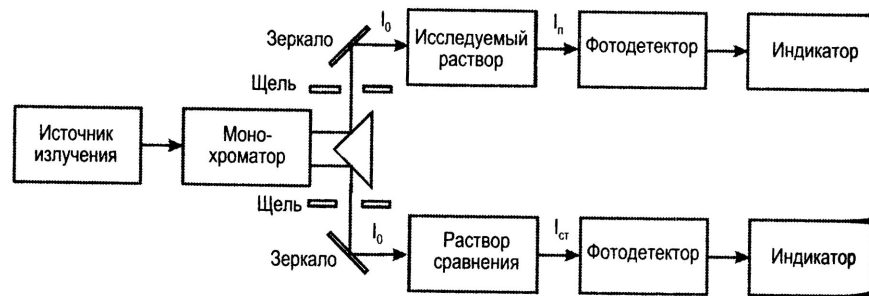 Зеркало
I₀
Исследуемый
раствор
Iп
Фотодетектор
Индикатор
Щель
Источник
излучения
Моно-
хроматор
Щель
Зеркало
I₀
Раствор
сравнения
Iст
Фотодетектор
Индикатор